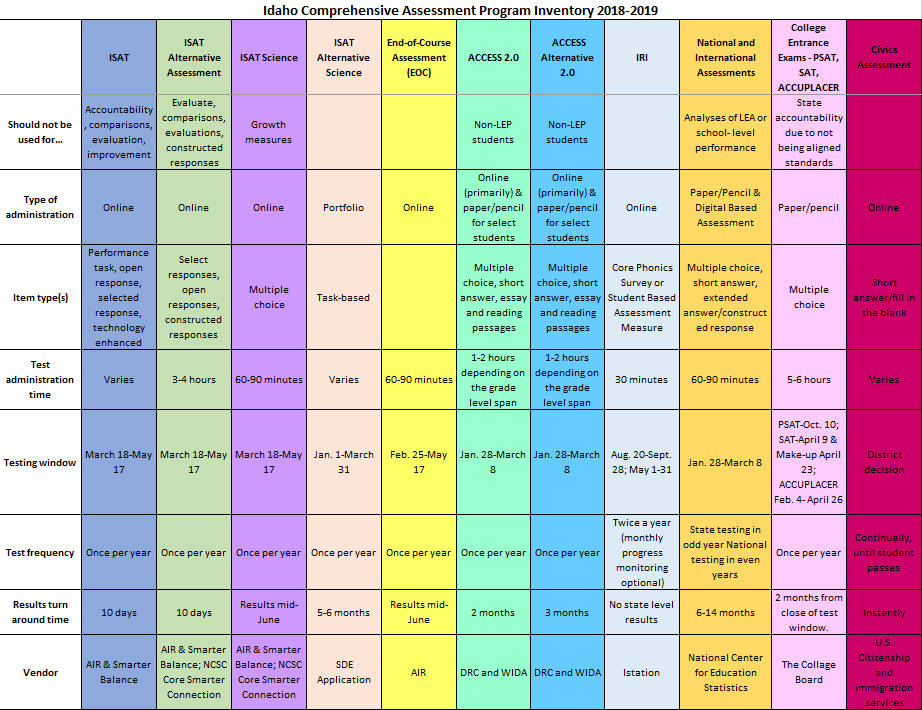 Idaho Comprehensive Assessment Program Inventory 2018-2019
ISAT
ISAT
Alternative
Assessment
ISAT Science
ISAT
Alternative
Science
End-of-Course
Assessment
(EOC)
ACCESS 2.0
ACCESS
Alternative
2.0
IRI
National and
International
Assessments
College
Entrance
Exams - PSAT,
SAT,
ACCUPLACER
Civics
Assessment
Should not be
used for...
Accountability
, comparisons,
evaluation,
improvement
Evaluate,
comparisons,
evaluations,
constructed
responses
Growth
measures
Non-LEP
students
Non-LEP
students
Analyses of LEA or
school- level
performance
State
accountability
due to not
being aligned
standards
Type of
administration
Online
Online
Online
Portfolio
Online
Online
(primarily) &
paper/pencil
for select
students
Online
(primarily) &
paper/pencil
for select
students
Online
Paper/Pencil &
Digital Based
Assessment
Paper/pencil
Online
Item type(s)
Performance
task, open
response,
selected
response,
technology
enhanced
Select
responses,
open
responses,
constructed
responses
Multiple
choice
Task-based
Multiple
choice, short
answer, essay
and reading
passages
Multiple
choice, short
answer, essay
and reading
passages
Core Phonics
Survey or
Student Based
Assessment
Measure
Multiple choice,
short answer,
extended
answer/construct
ed response
Multiple
choice
Short
answer/fill in
the blank
Test
administration
time
Varies
3-4 hours
60-90 minutes
Varies
60-90 minutes
1-2 hours
depending on
the grade
level span
1-2 hours
depending on
the grade
level span
30 minutes
60-90 minutes
5-6 hours
Varies
Testing window
March 18-May
17
March 18-May
17
March 18-May
17
Jan. 1-March
31
Feb. 25-May
17
Jan. 28-March
8
Jan. 28-March
8
Aug. 20-Sept.
28; May 1-31
Jan. 28-March 8
PSAT-Oct. 10;
SAT-April 9 &
Make-up April
23;
ACCUPLACER
Feb. 4- April 26
District
decision
Test frequency
Once per year
Once per year
Once per year
Once per year
Once per year
Once per year
Once per year
Twice a year
(monthly
progress
monitoring
optional)
State testing in
odd year National
testing in even
years
Once per year
Continually,
until student
passes
Results turn
around time
10 days
10 days
Results mid-
June
5-6 months
Results mid-
June
2 months
3 months
No state level
results
6-14 months
2 months from
close of test
window.
Instantly
Vendor
AIR & Smarter
Balance
AIR & Smarter
Balance; NCSC
Core Smarter
Connection
AIR & Smarter
Balance; NCSC
Core Smarter
Connection
SDE
Application
AIR
DRC and WIDA
DRC and WIDA
Istation
National Center
for Education
Statistics
The Collage
Board
U.S.
Citizenship
and
immigration
services